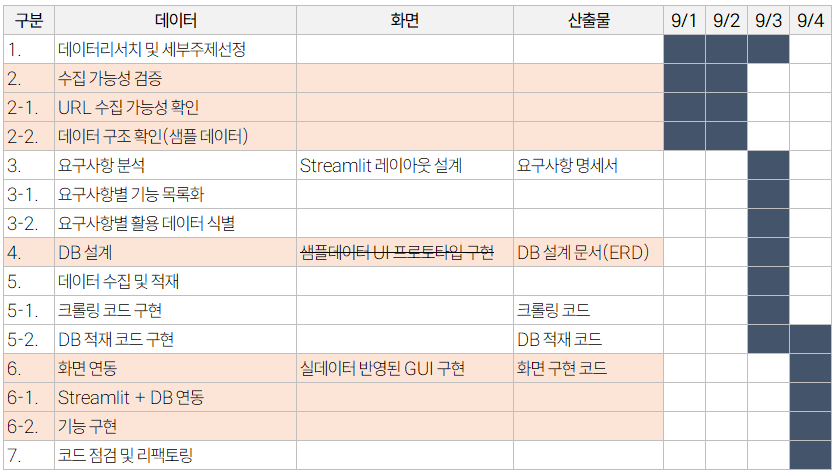 구분 데이터 화면 산출물 9/1 9/2 9/3 9/4
1. 데이터리서치 및 세부주제선정
2. 수집 가능성 검증
2-1. URL 수집 가능성 확인
2-2. 데이터 구조 확인(샘플 데이터)
3. 요구사항 분석 Streamlit 레이아웃 설계 요구사항 명세서
3-1. 요구사항별 기능 목록화
3-2. 요구사항별 활용 데이터 식별
4. DB 설계 샘플데이터 UI 프로토타입 구현 DB 설계 문서(ERD)
5. 데이터 수집 및 적재
5-1. 크롤링 코드 구현 크롤링 코드
5-2. DB 적재 코드 구현 DB 적재 코드
6. 화면 연동 실데이터 반영된 GUI 구현 화면 구현 코드
6-1. Streamlit + DB 연동
6-2. 기능 구현
7. 코드 점검 및 리팩토링